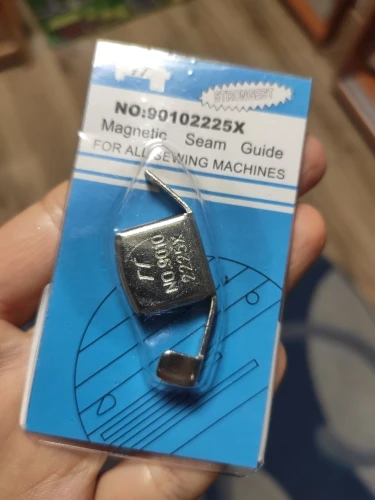 STRONGEST
NO:90102225X
Magnetic Seam Guide
FOR ALL SEWING MACHINES
NO.9010
2225X